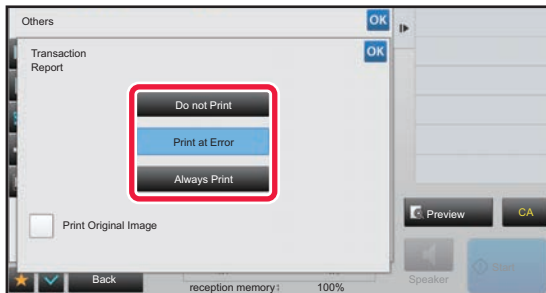 Others
OK
Transaction
Report
OK
Do not Print
Print at Error
Always Print
Print Original Image
Preview
CA
Back
reception memory:
100%
Speaker
Start